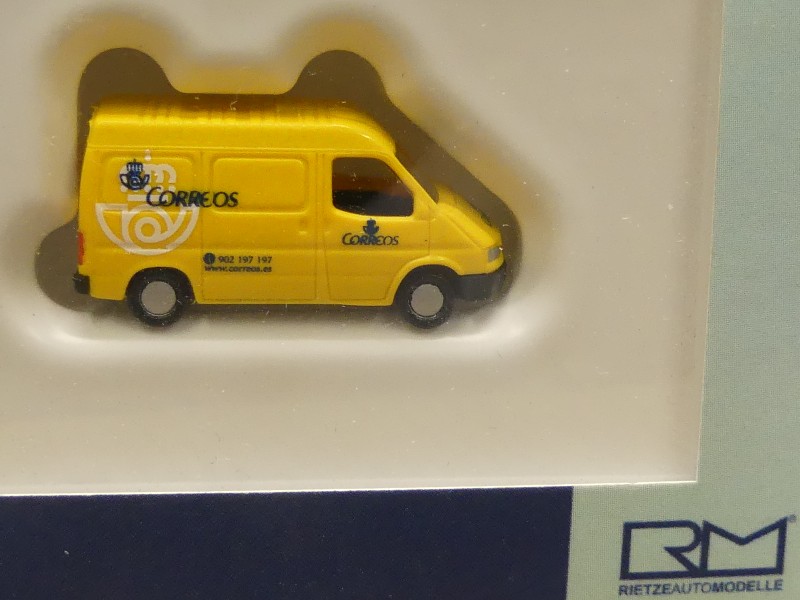 CORREOS
CORREOS
902 197 197
www.correos.es
RM®
RIETZEAUTOMODELLE